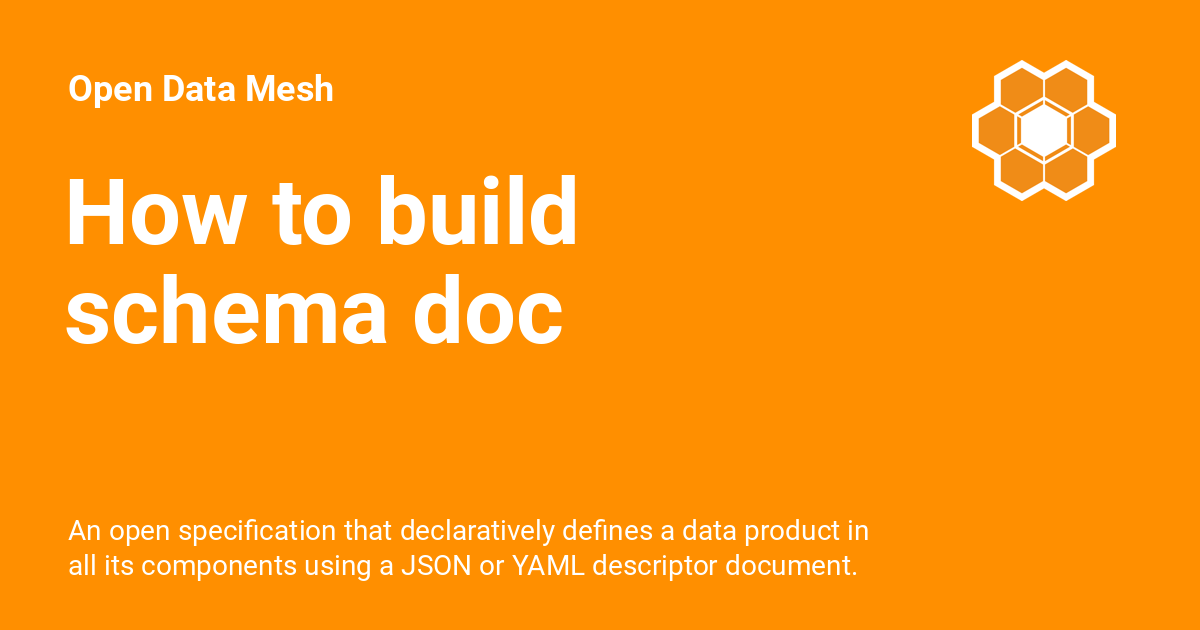 Open Data Mesh
How to build
schema doc
An open specification that declaratively defines a data product in
all its components using a JSON or YAML descriptor document.